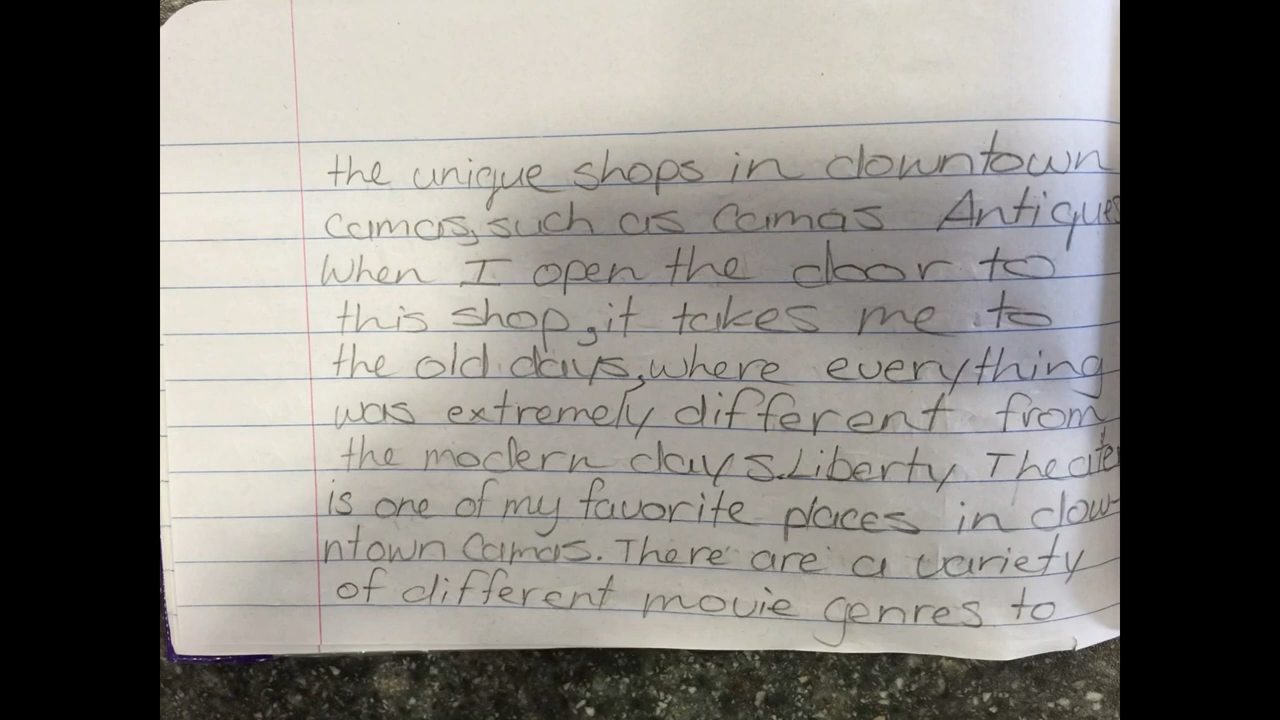 the unique shops in downtown
Camas, such as Camas Antiques
When I open the door to
this shop, it takes me to
the old days, where everything
was extremely different from
the modern days. Liberty Theater
is one of my favorite places in dow-
ntown Camas. There are a variety
of different movie genres to